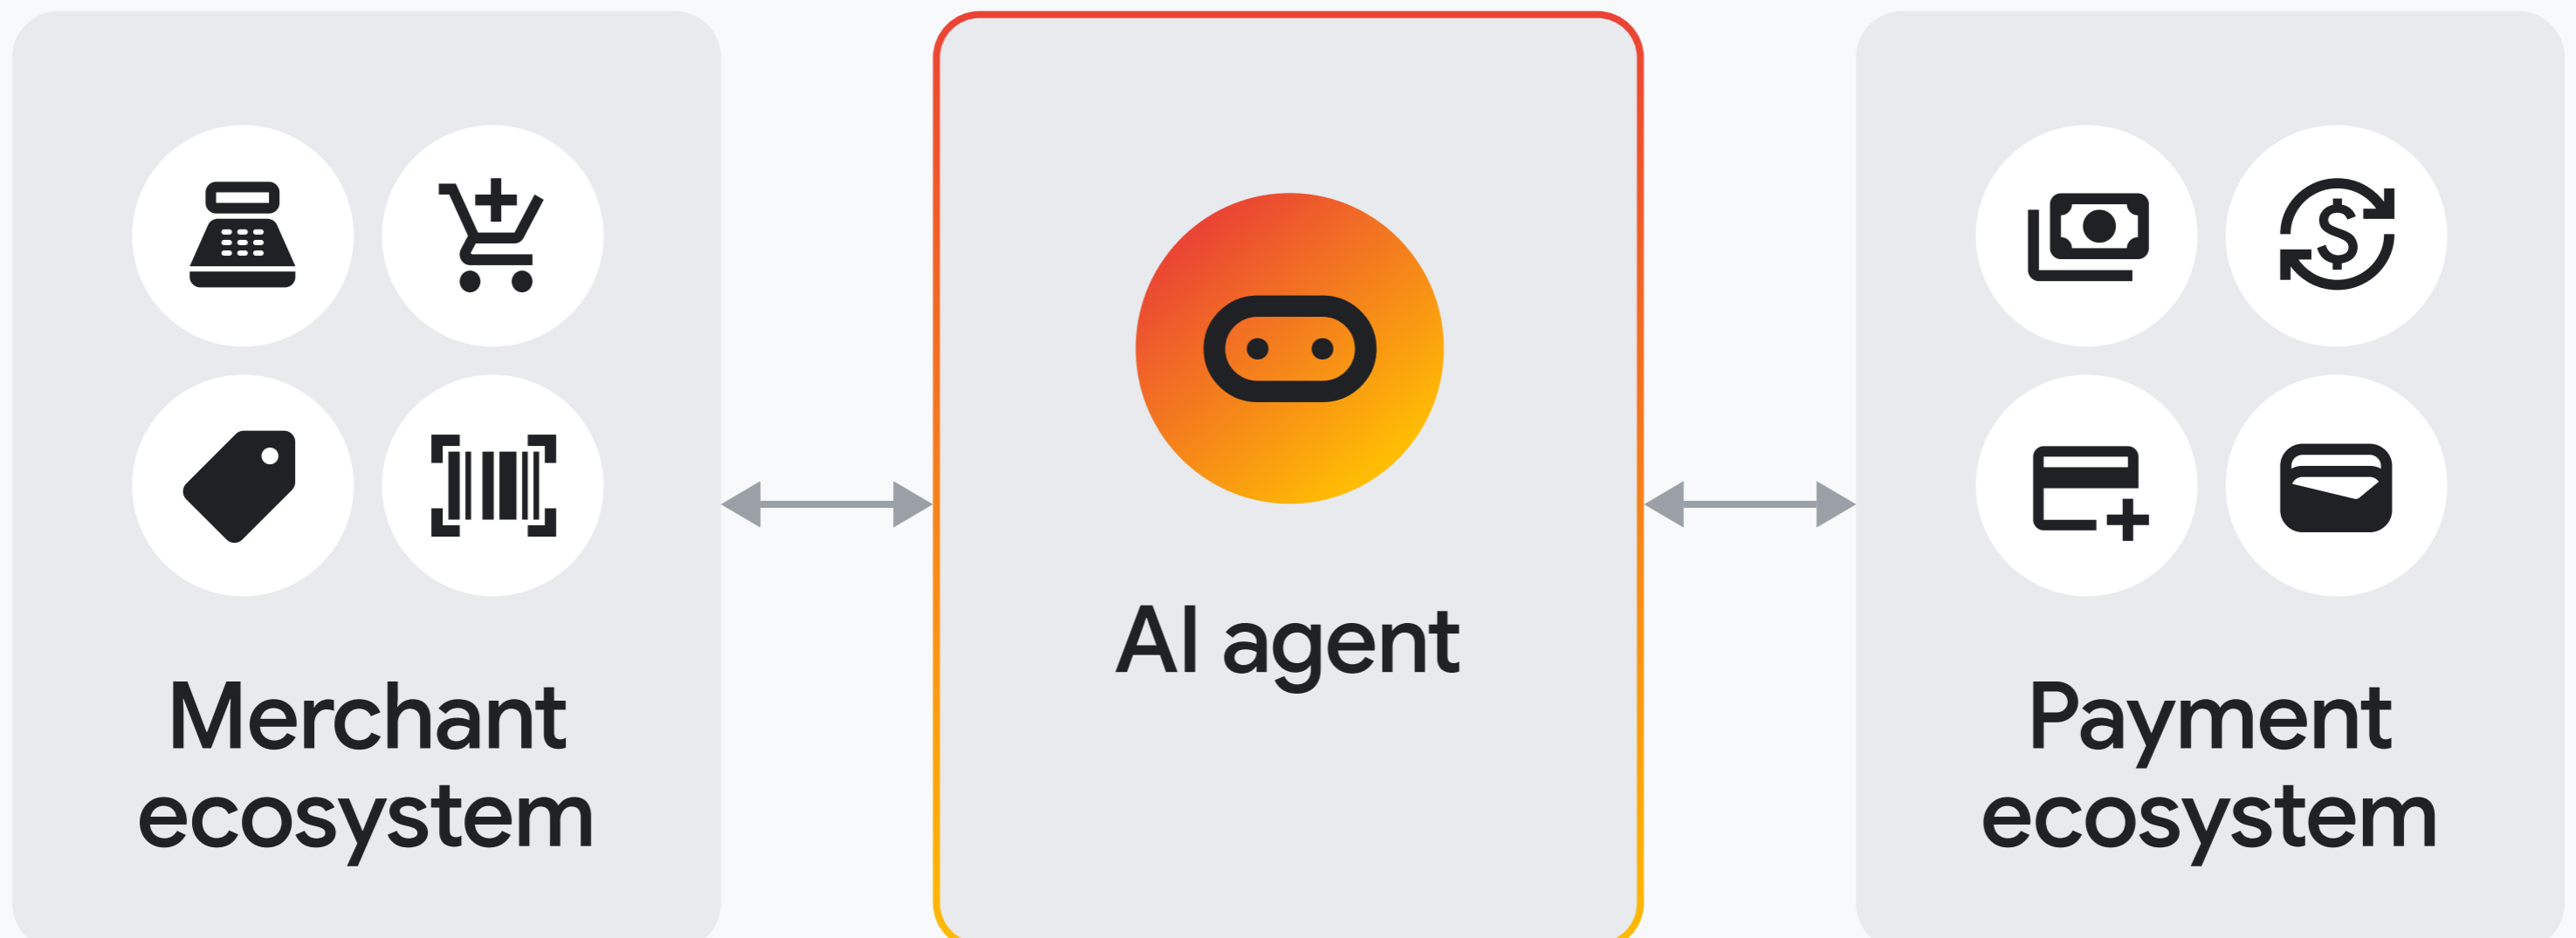 Merchant
ecosystem
AI agent
Payment
ecosystem